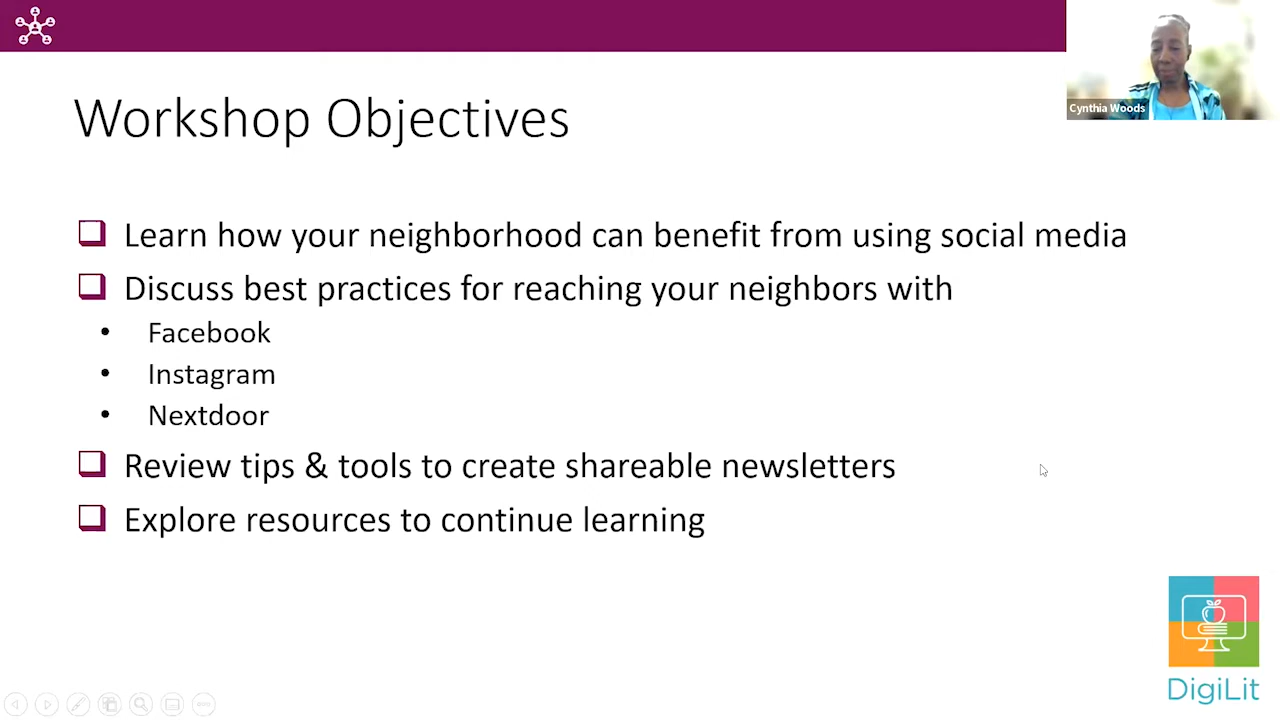 Cynthia Woods
Workshop Objectives
Learn how your neighborhood can benefit from using social media
Discuss best practices for reaching your neighbors with
• Facebook
• Instagram
• Nextdoor
Review tips & tools to create shareable newsletters
Explore resources to continue learning
DigiLit